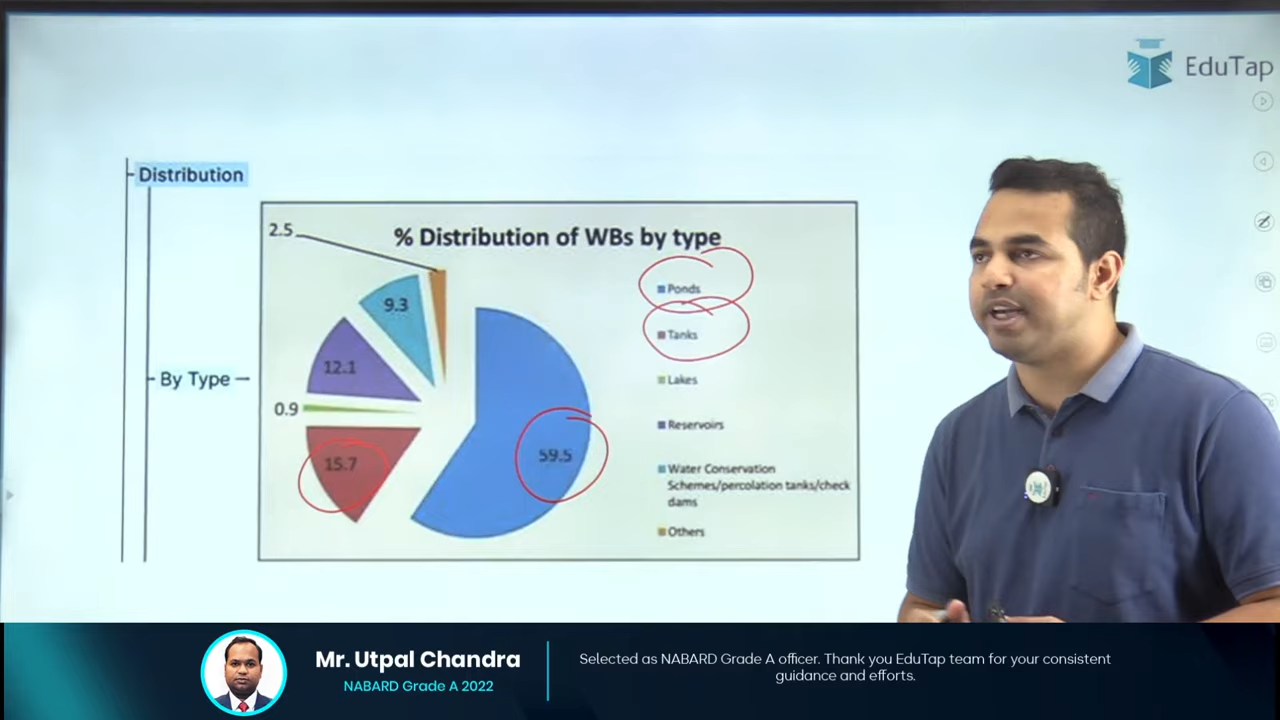 EduTap
Distribution
% Distribution of WBs by type
2.5
9.3
12.1
0.9
15.7
59.5
Ponds
Tanks
Lakes
Reservoirs
Water Conservation
Schemes/percolation tanks/check
dams
Others
By Type
Mr. Utpal Chandra
NABARD Grade A 2022
Selected as NABARD Grade A officer. Thank you EduTap team for your consistent
guidance and efforts.